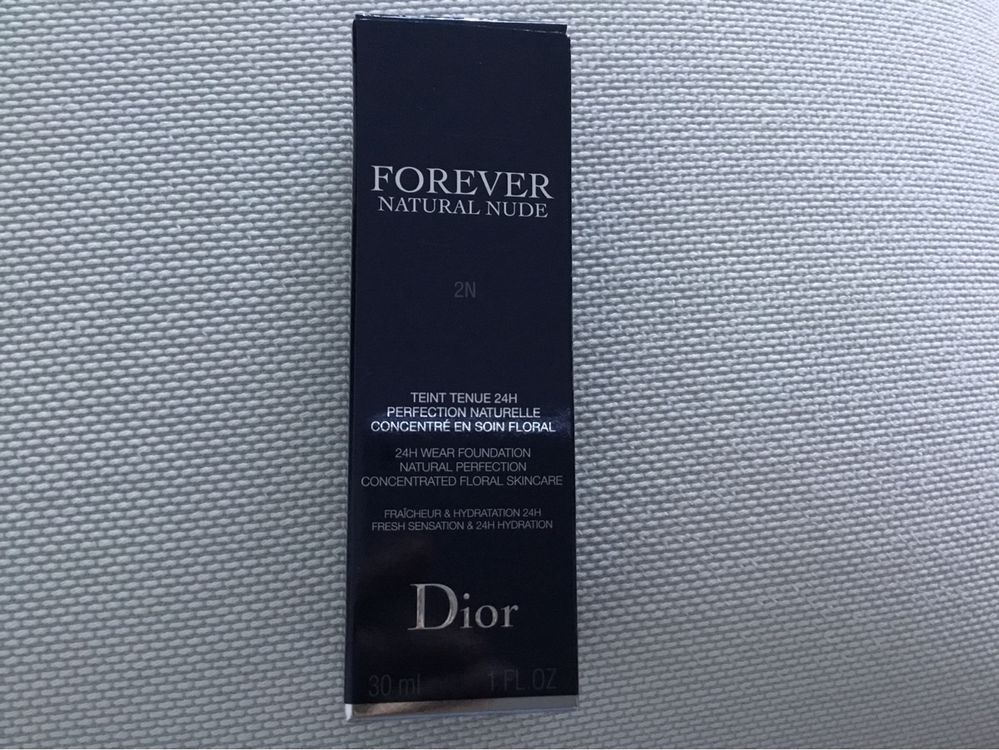 FOREVER
NATURAL NUDE
2N
TEINT TENUE 24H
PERFECTION NATURELLE
CONCENTRÉ EN SOIN FLORAL
24H WEAR FOUNDATION
NATURAL PERFECTION
CONCENTRATED FLORAL SKINCARE
FRAÎCHEUR & HYDRATATION 24H
FRESH SENSATION & 24H HYDRATION
Dior
30 ml 1 FL.OZ